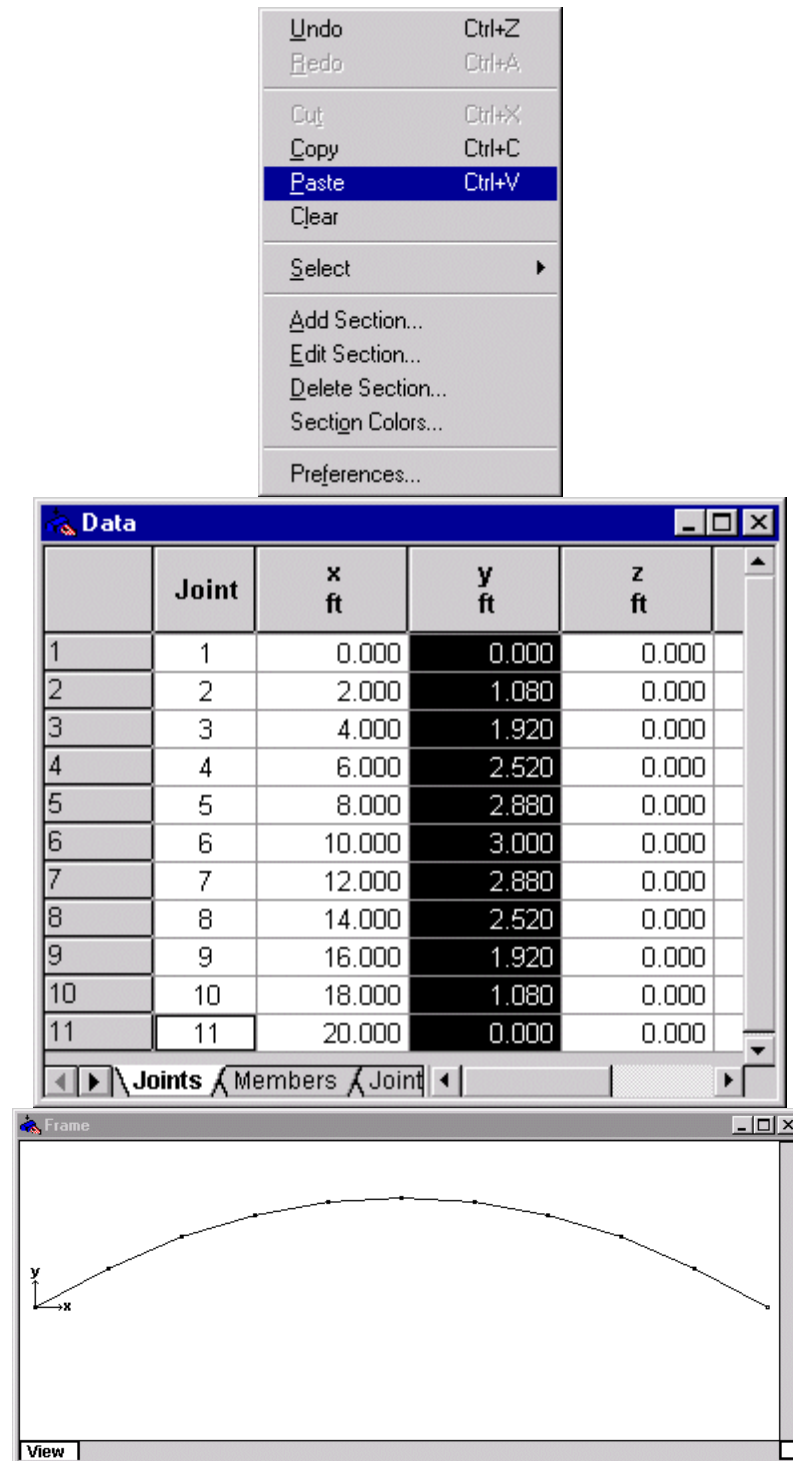 Undo Ctrl+Z
Redo Ctrl+A
Cut Ctrl+X
Copy Ctrl+C
Paste Ctrl+V
Clear
Select
Add Section...
Edit Section...
Delete Section...
Section Colors...
Preferences...
Data
Joint x ft y ft z ft
1 1 0.000 0.000 0.000
2 2 2.000 1.080 0.000
3 3 4.000 1.920 0.000
4 4 6.000 2.520 0.000
5 5 8.000 2.880 0.000
6 6 10.000 3.000 0.000
7 7 12.000 2.880 0.000
8 8 14.000 2.520 0.000
9 9 16.000 1.920 0.000
10 10 18.000 1.080 0.000
11 11 20.000 0.000 0.000
Joints Members Joint
Frame
y
x
View